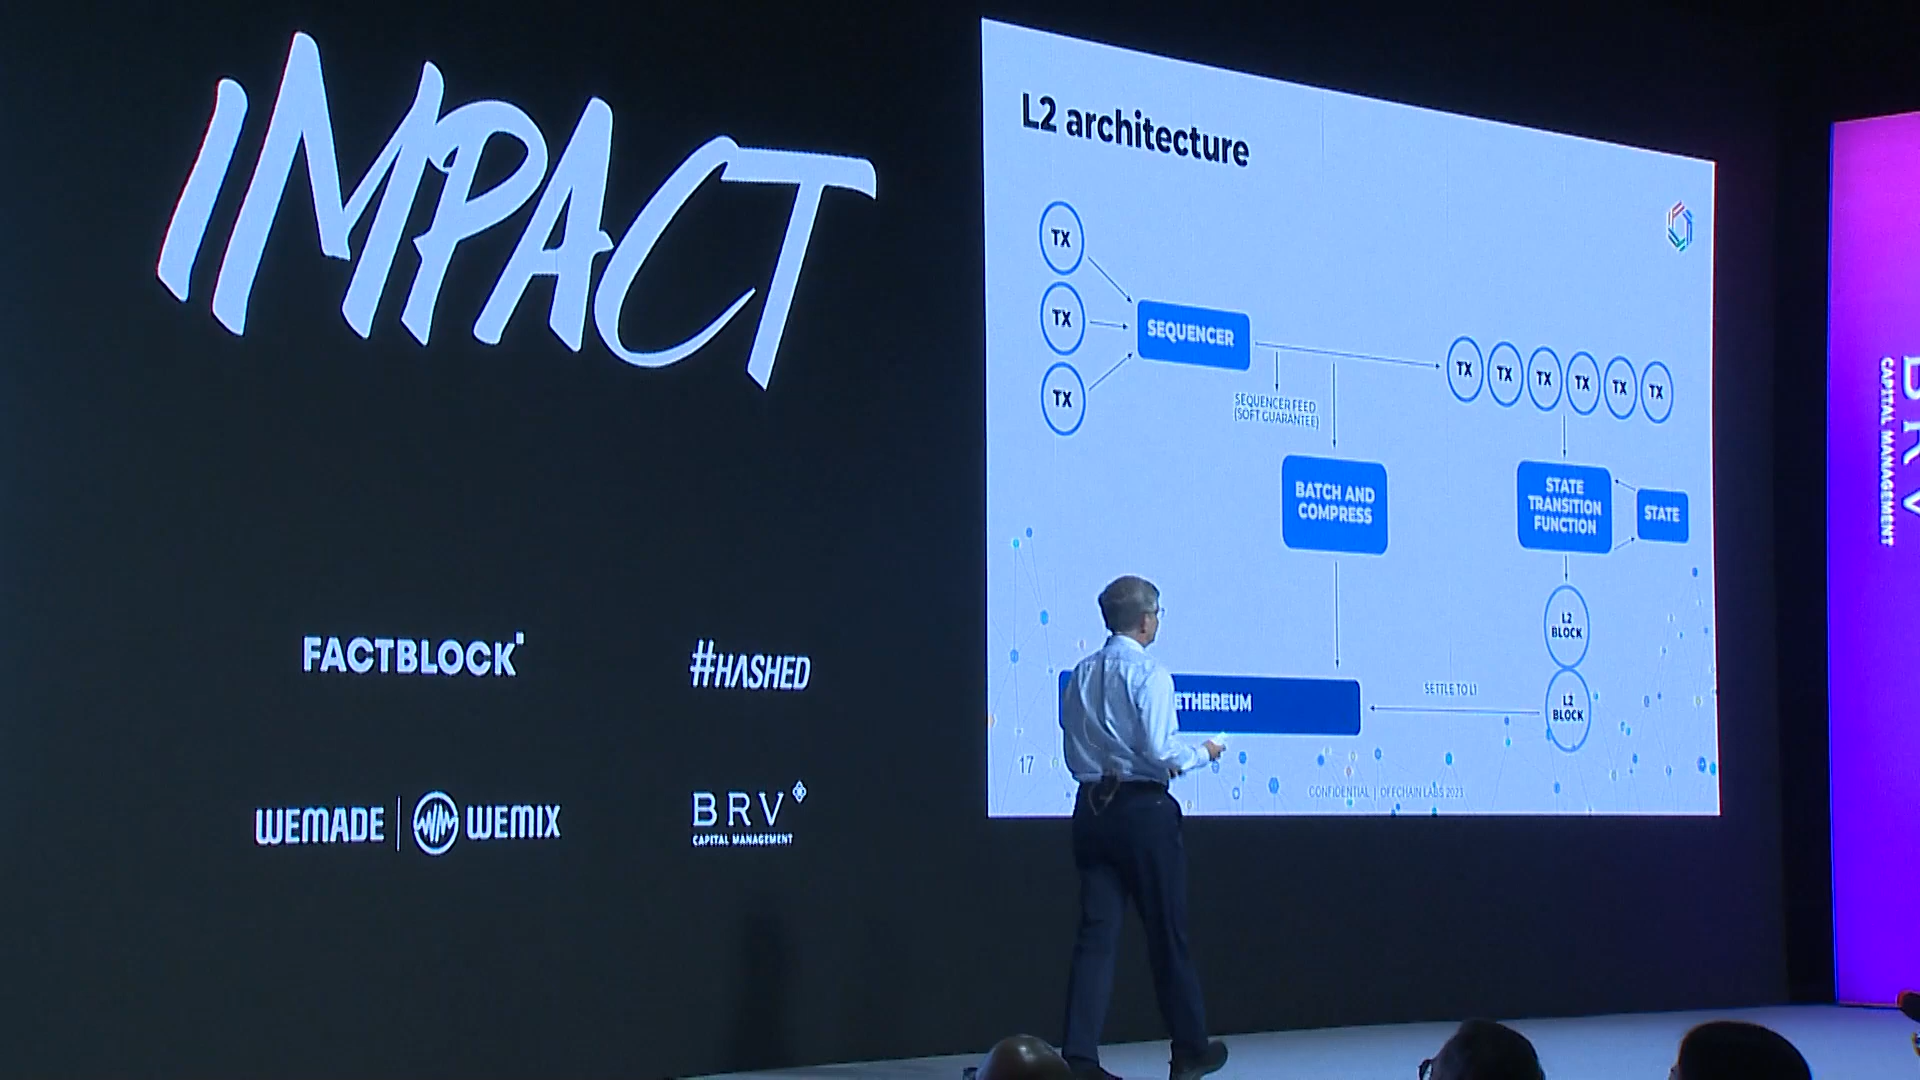 IMPACT
FACTBLOCK
#HASHED
WEMADE | WEMIX
BRV
CAPITAL MANAGEMENT
L2 architecture
TX
TX
TX
SEQUENCER
SEQUENCER FEED
(SOFT GUARANTEE)
TX TX TX TX TX TX
BATCH AND
COMPRESS
STATE
TRANSITION
FUNCTION
STATE
L2
BLOCK
L2
BLOCK
SETTLE TO L1
ETHEREUM
17
CONFIDENTIAL | OFFCHAIN LABS 2023
BRV
CAPITAL MANAGEMENT